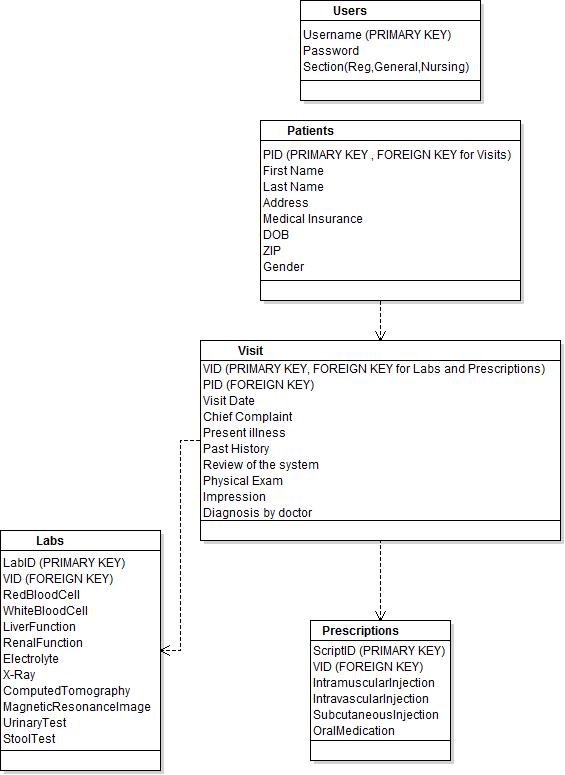 Users
Username (PRIMARY KEY)
Password
Section(Reg,General,Nursing)
Patients
PID (PRIMARY KEY , FOREIGN KEY for Visits)
First Name
Last Name
Address
Medical Insurance
DOB
ZIP
Gender
Visit
VID (PRIMARY KEY, FOREIGN KEY for Labs and Prescriptions)
PID (FOREIGN KEY)
Visit Date
Chief Complaint
Present illness
Past History
Review of the system
Physical Exam
Impression
Diagnosis by doctor
Labs
LabID (PRIMARY KEY)
VID (FOREIGN KEY)
RedBloodCell
WhiteBloodCell
LiverFunction
RenalFunction
Electrolyte
X-Ray
ComputedTomography
MagneticResonanceImage
UrinaryTest
StoolTest
Prescriptions
ScriptID (PRIMARY KEY)
VID (FOREIGN KEY)
IntramuscularInjection
IntravascularInjection
SubcutaneousInjection
OralMedication